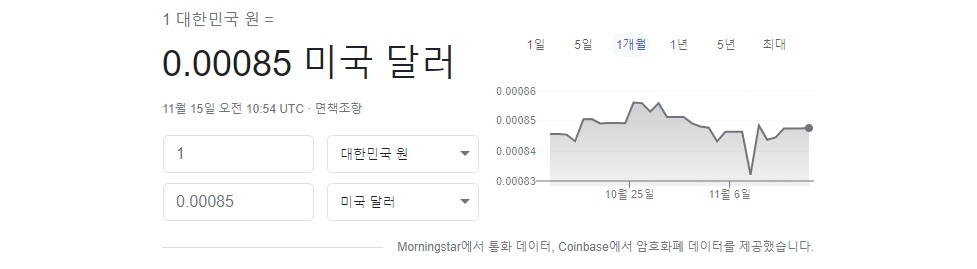 1 대한민국 원 =
0.00085 미국 달러
11월 15일 오전 10:54 UTC · 면책조항
1 대한민국 원
0.00085 미국 달러
1일 5일 1개월 1년 5년 최대
0.00086
0.00085
0.00084
0.00083
10월 25일 11월 6일
Morningstar에서 통화 데이터, Coinbase에서 암호화폐 데이터를 제공했습니다.